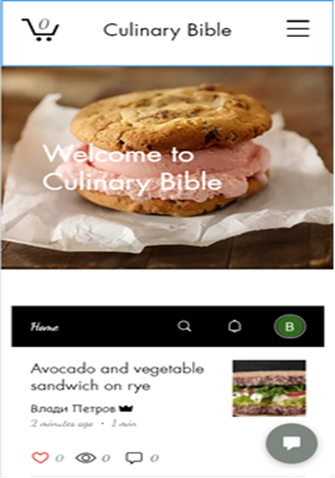 0
Culinary Bible
Welcome to
Culinary Bible
Home
B
Avocado and vegetable
sandwich on rye
Влади Петров
2 minutes ago • 1 min
0 0 0